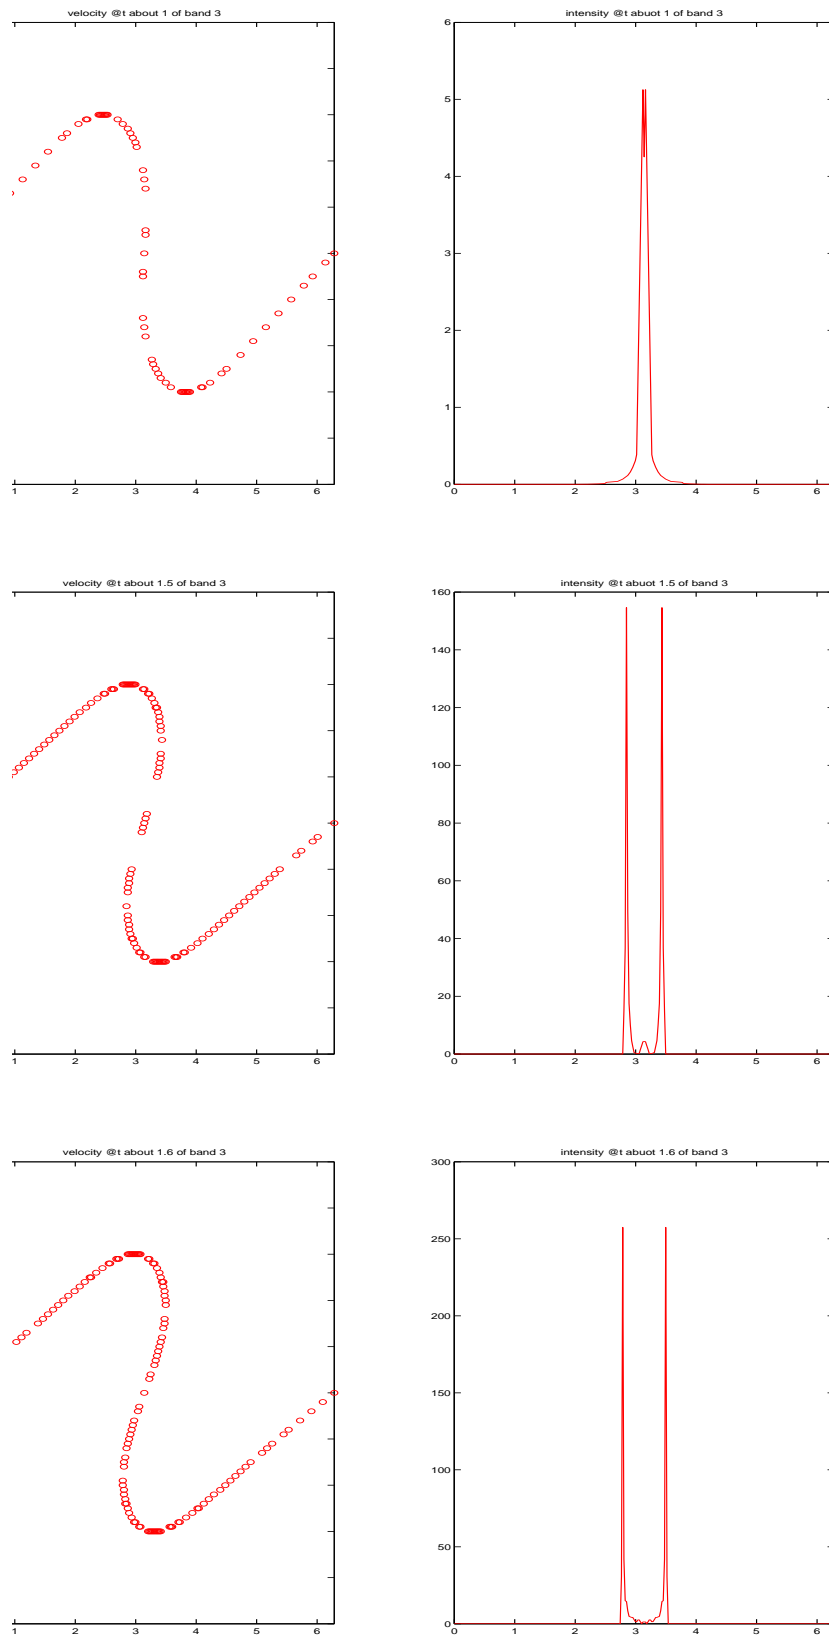 velocity @t about 1 of band 3
1 2 3 4 5 6
intensity @t abuot 1 of band 3
6
5
4
3
2
1
0
0 1 2 3 4 5 6
velocity @t about 1.5 of band 3
1 2 3 4 5 6
intensity @t abuot 1.5 of band 3
160
140
120
100
80
60
40
20
0
0 1 2 3 4 5 6
velocity @t about 1.6 of band 3
1 2 3 4 5 6
intensity @t abuot 1.6 of band 3
300
250
200
150
100
50
0
0 1 2 3 4 5 6